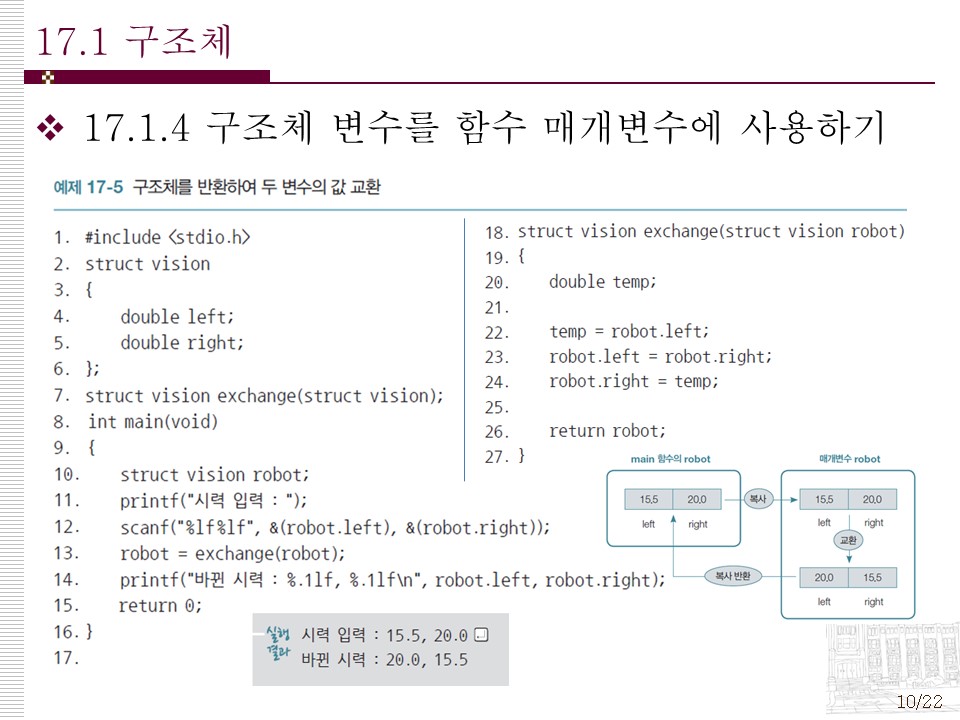 17.1 구조체
17.1.4 구조체 변수를 함수 매개변수에 사용하기
예제 17-5 구조체를 반환하여 두 변수의 값 교환
1. #include <stdio.h>
2. struct vision
3. {
4. double left;
5. double right;
6. };
7. struct vision exchange(struct vision);
8. int main(void)
9. {
10. struct vision robot;
11. printf("시력 입력 : ");
12. scanf("%lf%lf", &(robot.left), &(robot.right));
13. robot = exchange(robot);
14. printf("바뀐 시력 : %.1lf, %.1lf\n", robot.left, robot.right);
15. return 0;
16. }
17.
18. struct vision exchange(struct vision robot)
19. {
20. double temp;
21.
22. temp = robot.left;
23. robot.left = robot.right;
24. robot.right = temp;
25.
26. return robot;
27. }
main 함수의 robot
15.5 20.0
left right
복사
매개변수 robot
15.5 20.0
left right
교환
20.0 15.5
left right
복사 반환
실행
결과
시력 입력 : 15.5, 20.0
바뀐 시력 : 20.0, 15.5
10/22